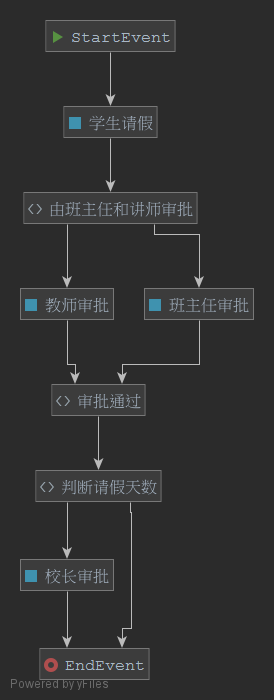 StartEvent
学生请假
由班主任和讲师审批
教师审批
班主任审批
审批通过
判断请假天数
校长审批
EndEvent
Powered by yFiles